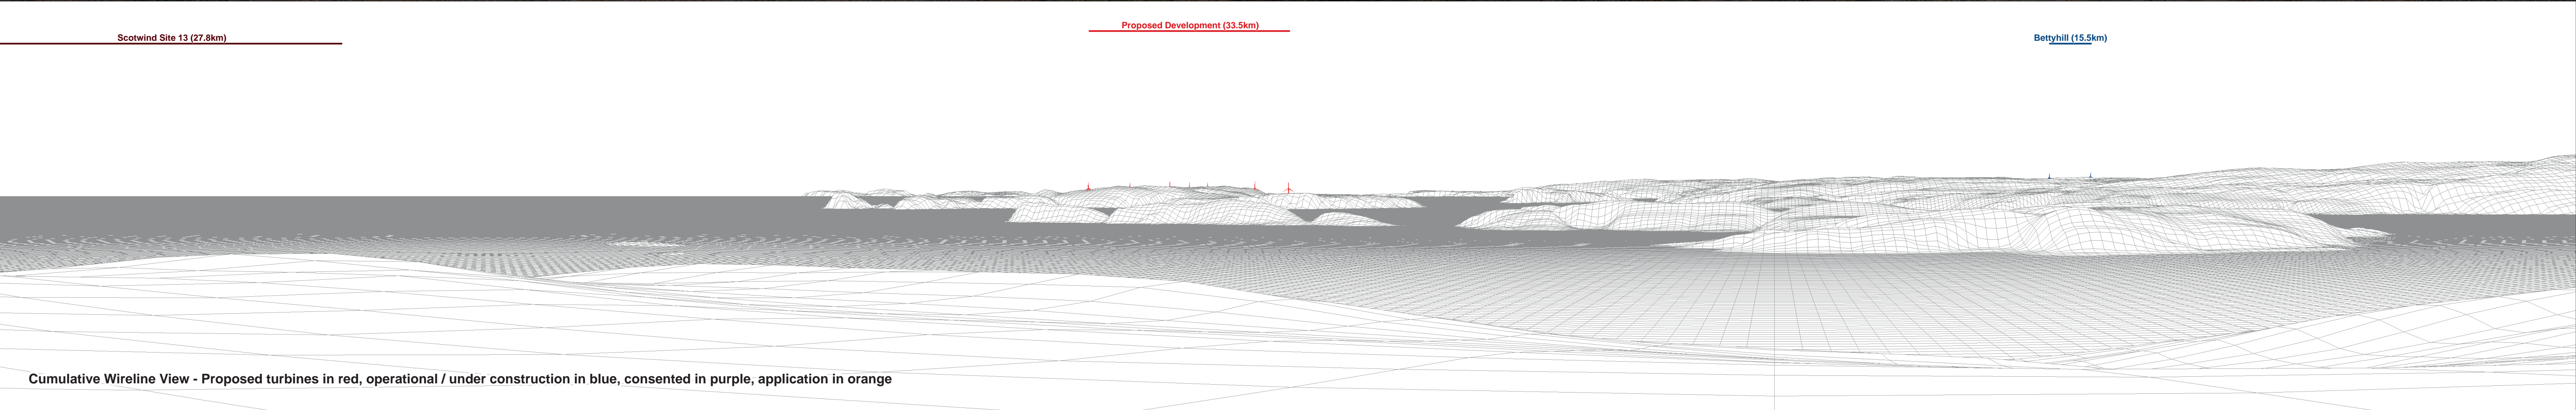 Scotwind Site 13 (27.8km)
Proposed Development (33.5km)
Bettyhill (15.5km)
Cumulative Wireline View - Proposed turbines in red, operational / under construction in blue, consented in purple, application in orange